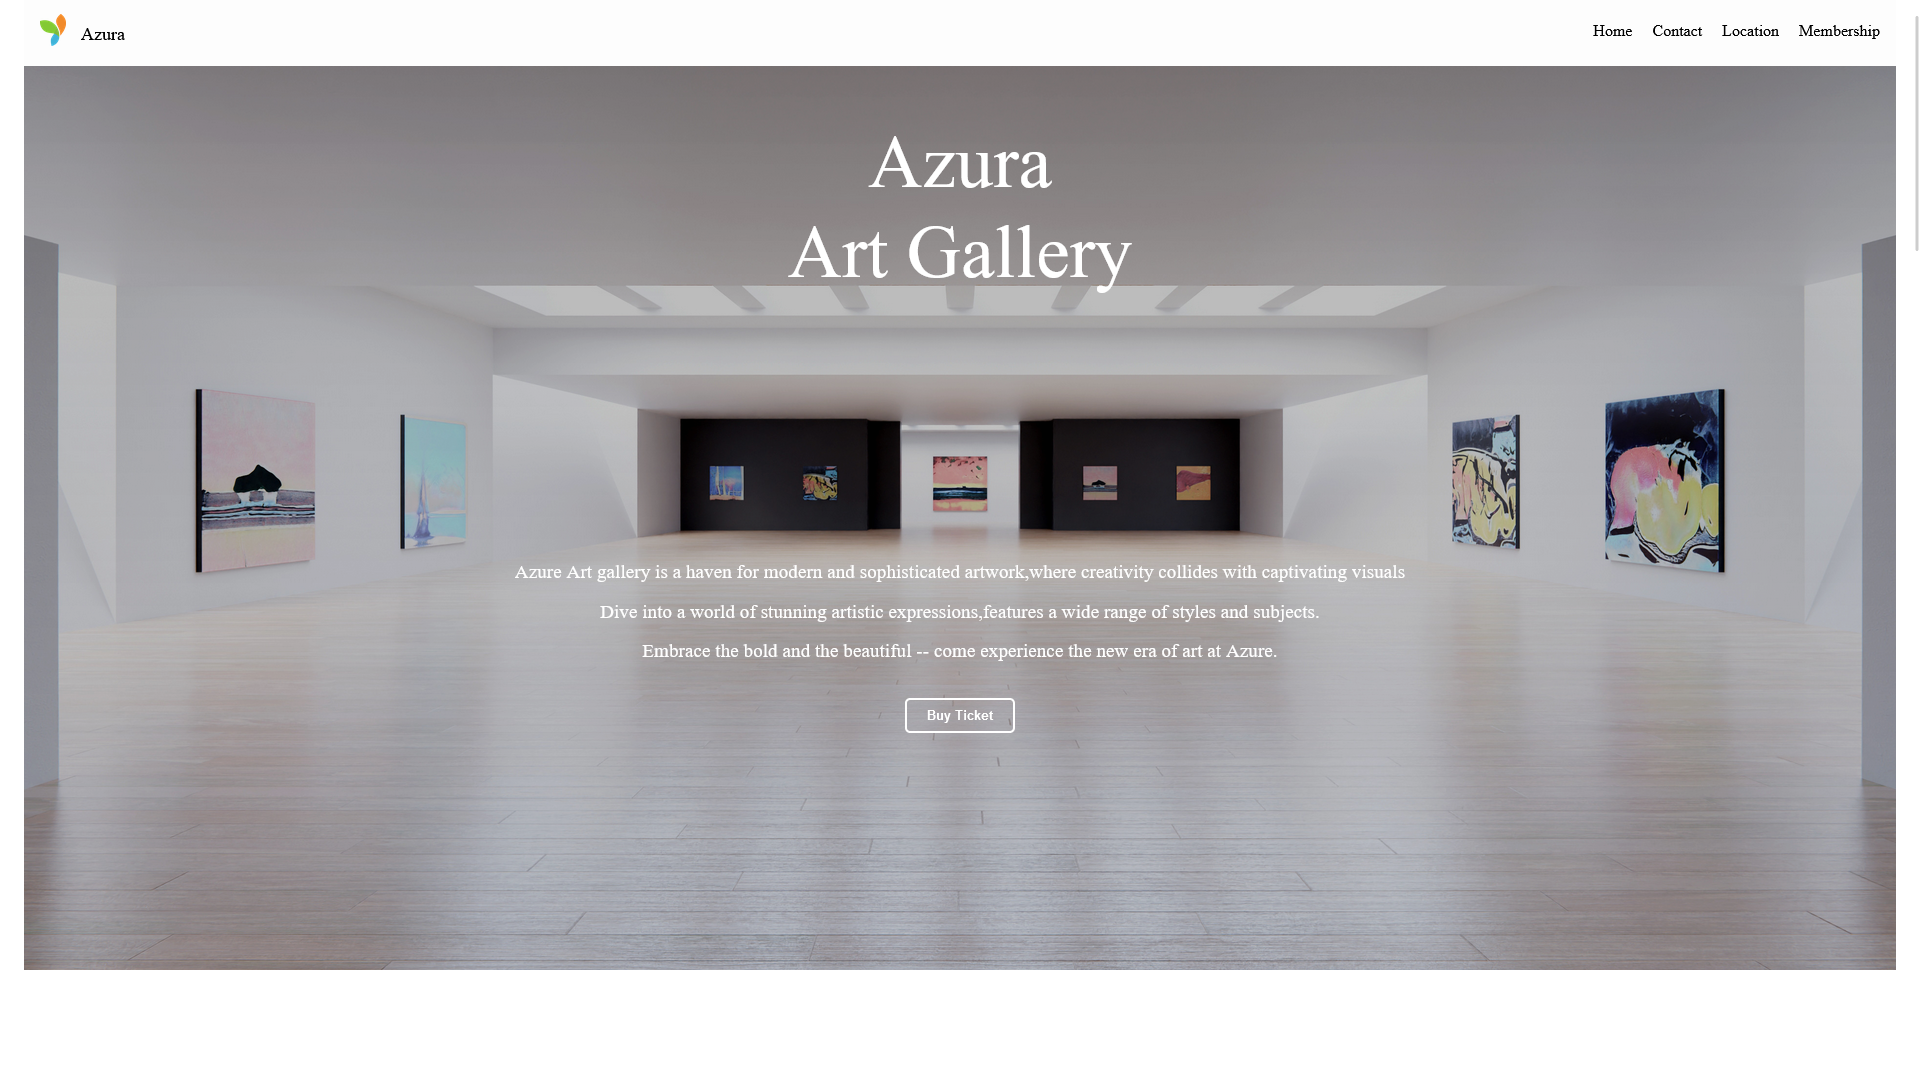 Azura
Home Contact Location Membership
Azura
Art Gallery
Azure Art gallery is a haven for modern and sophisticated artwork,where creativity collides with captivating visuals
Dive into a world of stunning artistic expressions,features a wide range of styles and subjects.
Embrace the bold and the beautiful -- come experience the new era of art at Azure.
Buy Ticket